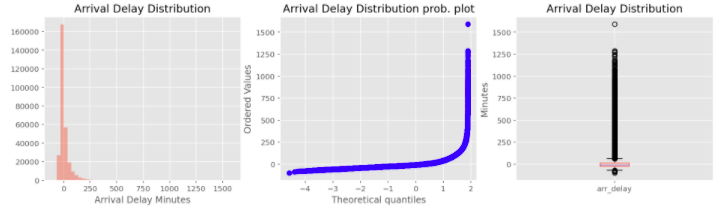 Arrival Delay Distribution
160000
140000
120000
100000
80000
60000
40000
20000
0
0 250 500 750 1000 1250 1500
Arrival Delay Minutes
Arrival Delay Distribution prob. plot
Ordered Values
1500
1250
1000
750
500
250
0
−4 −3 −2 −1 0 1 2
Theoretical quantiles
Arrival Delay Distribution
Minutes
1500
1250
1000
750
500
250
0
arr_delay